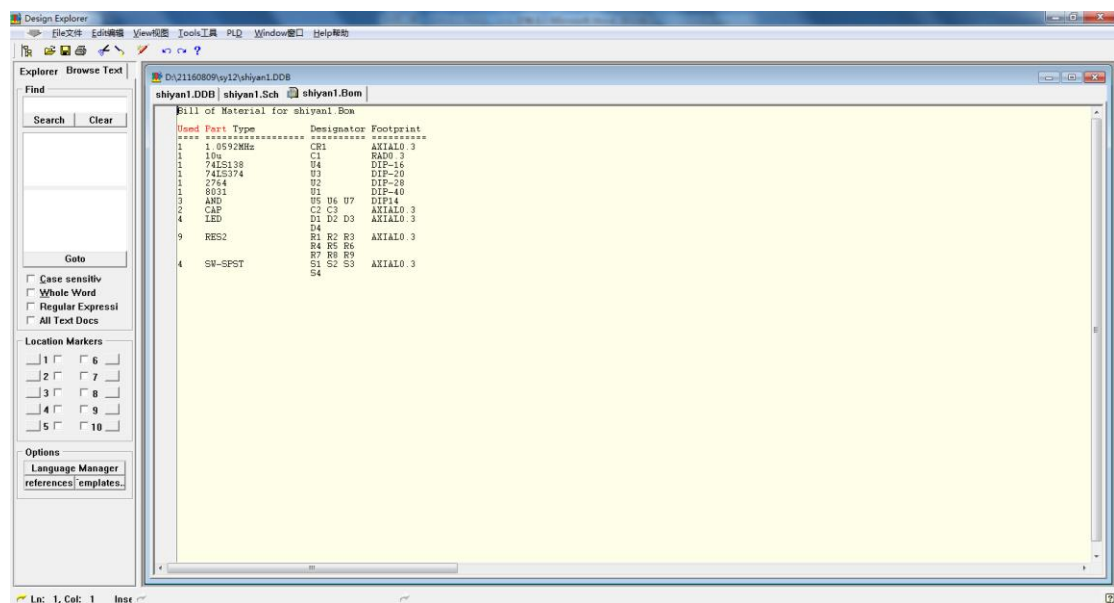 Design Explorer
File文件 Edit编辑 View视图 Tools工具 PLD Window窗口 Help帮助
Explorer Browse Text
Find
Search Clear
Goto
Case sensitiv
Whole Word
Regular Expressi
All Text Docs
Location Markers
1 6
2 7
3 8
4 9
5 10
Options
Language Manager
references emplates..
D:\21160809\sy12\shiyan1.DDB
shiyan1.DDB shiyan1.Sch shiyan1.Bom
Bill of Material for shiyan1.Bom
Used Part Type Designator Footprint
==== ================== ========== ==========
1 1.0592MHz CR1 AXIAL0.3
1 10u C1 RAD0.3
1 74LS138 U4 DIP-16
1 74LS374 U3 DIP-20
1 2764 U2 DIP-28
1 8031 U1 DIP-40
3 AND U5 U6 U7 DIP14
2 CAP C2 C3 AXIAL0.3
4 LED D1 D2 D3 AXIAL0.3
D4
9 RES2 R1 R2 R3 AXIAL0.3
R4 R5 R6
R7 R8 R9
4 SW-SPST S1 S2 S3 AXIAL0.3
S4
Ln: 1, Col: 1 Inse